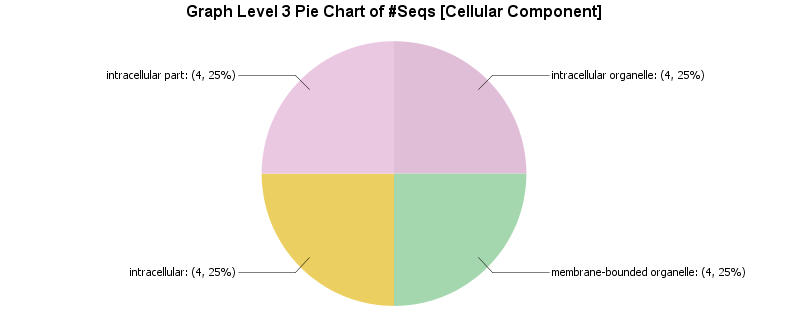 Graph Level 3 Pie Chart of #Seqs [Cellular Component]
intracellular part: (4, 25%)
intracellular organelle: (4, 25%)
intracellular: (4, 25%)
membrane-bounded organelle: (4, 25%)